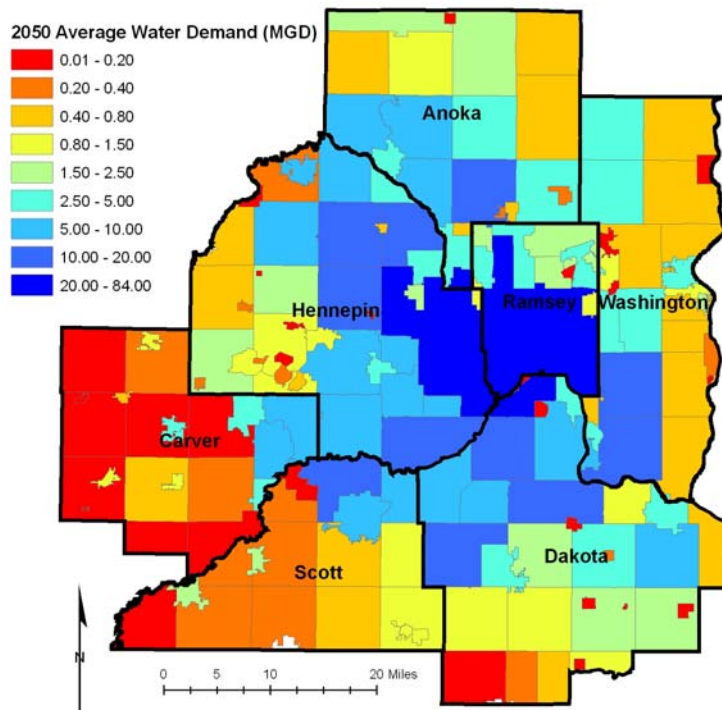 2050 Average Water Demand (MGD)
0.01 - 0.20
0.20 - 0.40
0.40 - 0.80
0.80 - 1.50
1.50 - 2.50
2.50 - 5.00
5.00 - 10.00
10.00 - 20.00
20.00 - 84.00
Anoka
Hennepin
Ramsey
Washington
Carver
Scott
Dakota
N
0 5 10 20 Miles